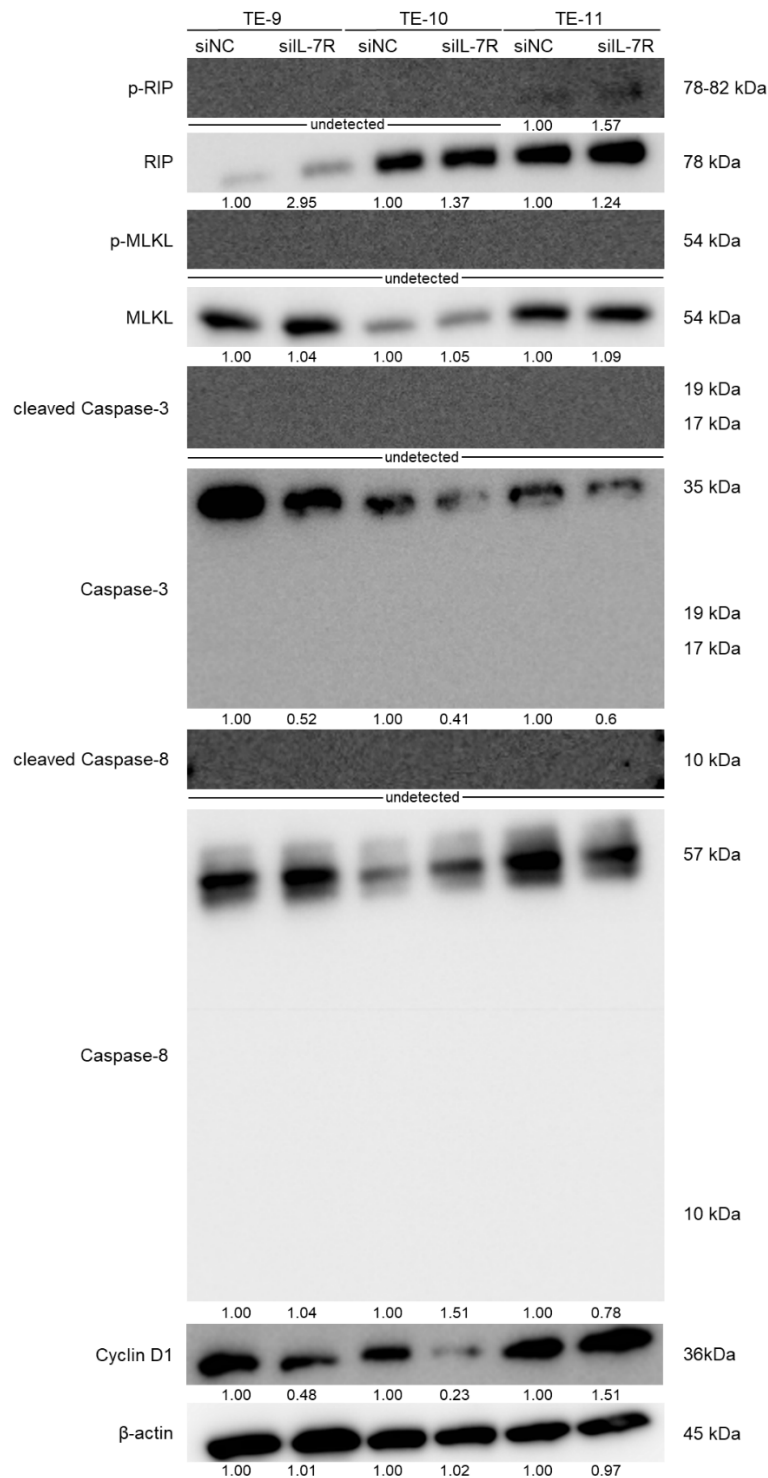 TE-9 TE-10 TE-11
siNC siIL-7R siNC siIL-7R siNC siIL-7R
p-RIP 78-82 kDa
undetected 1.00 1.57
RIP 78 kDa
1.00 2.95 1.00 1.37 1.00 1.24
p-MLKL 54 kDa
undetected
MLKL 54 kDa
1.00 1.04 1.00 1.05 1.00 1.09
19 kDa
cleaved Caspase-3
17 kDa
undetected
35 kDa
Caspase-3
19 kDa
17 kDa
1.00 0.52 1.00 0.41 1.00 0.6
cleaved Caspase-8 10 kDa
undetected
57 kDa
Caspase-8
10 kDa
1.00 1.04 1.00 1.51 1.00 0.78
Cyclin D1 36kDa
1.00 0.48 1.00 0.23 1.00 1.51
β-actin 45 kDa
1.00 1.01 1.00 1.02 1.00 0.97